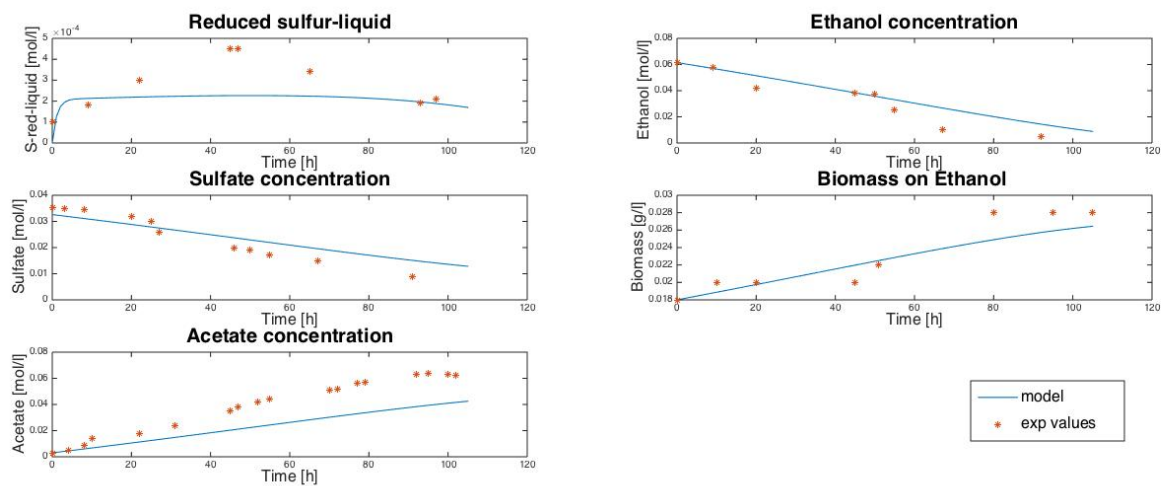 Reduced sulfur-liquid
×10⁻⁴
5
4
3
2
1
0
S-red-liquid [mol/l]
0 20 40 60 80 100 120
Time [h]
Ethanol concentration
0.08
0.06
0.04
0.02
0
Ethanol [mol/l]
0 20 40 60 80 100 120
Time [h]
Sulfate concentration
0.04
0.03
0.02
0.01
0
Sulfate [mol/l]
0 20 40 60 80 100 120
Time [h]
Biomass on Ethanol
0.03
0.028
0.026
0.024
0.022
0.02
0.018
Biomass [g/l]
0 20 40 60 80 100 120
Time [h]
Acetate concentration
0.08
0.06
0.04
0.02
0
Acetate [mol/l]
0 20 40 60 80 100 120
Time [h]
model
exp values